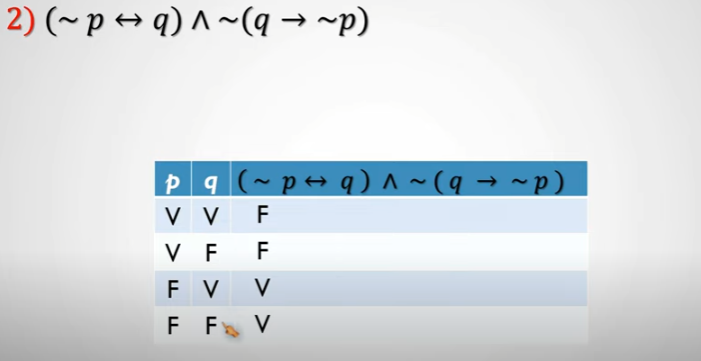 2) (~ p ↔ q) ∧ ~(q → ~p)
p q (~ p ↔ q) ∧ ~ (q → ~p)
V V F
V F F
F V V
F F V